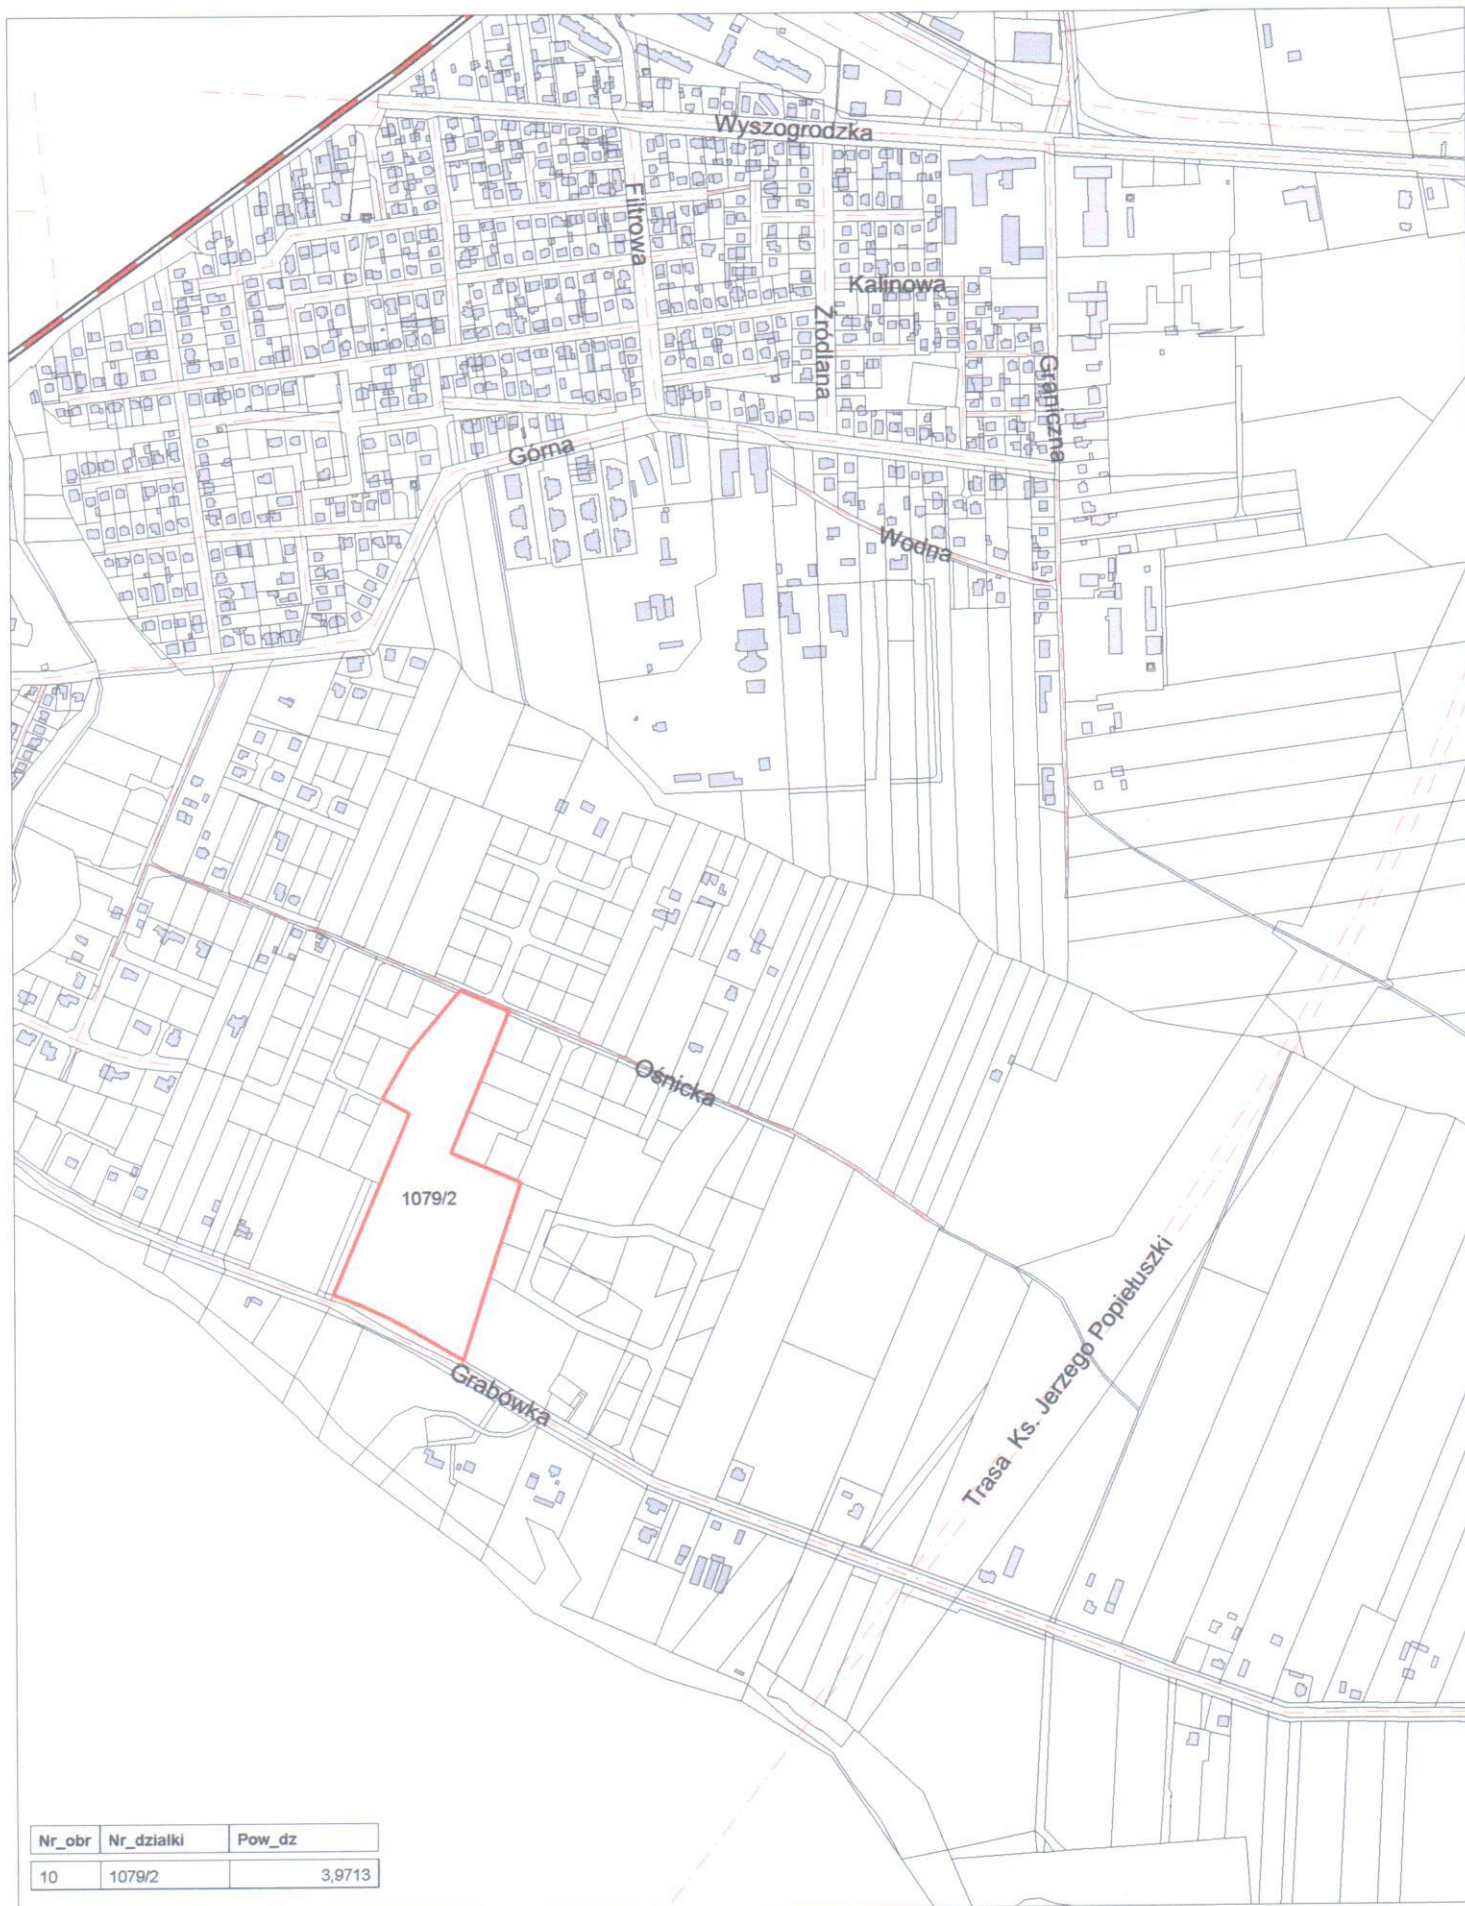 Wyszogrodzka
Filtrowa
Kalinowa
Źródlana
Graniczna
Górna
Wodna
Ośnicka
1079/2
Trasa Ks. Jerzego Popiełuszki
Grabówka
Nr_obr Nr_dzialki Pow_dz
10 1079/2 3,9713